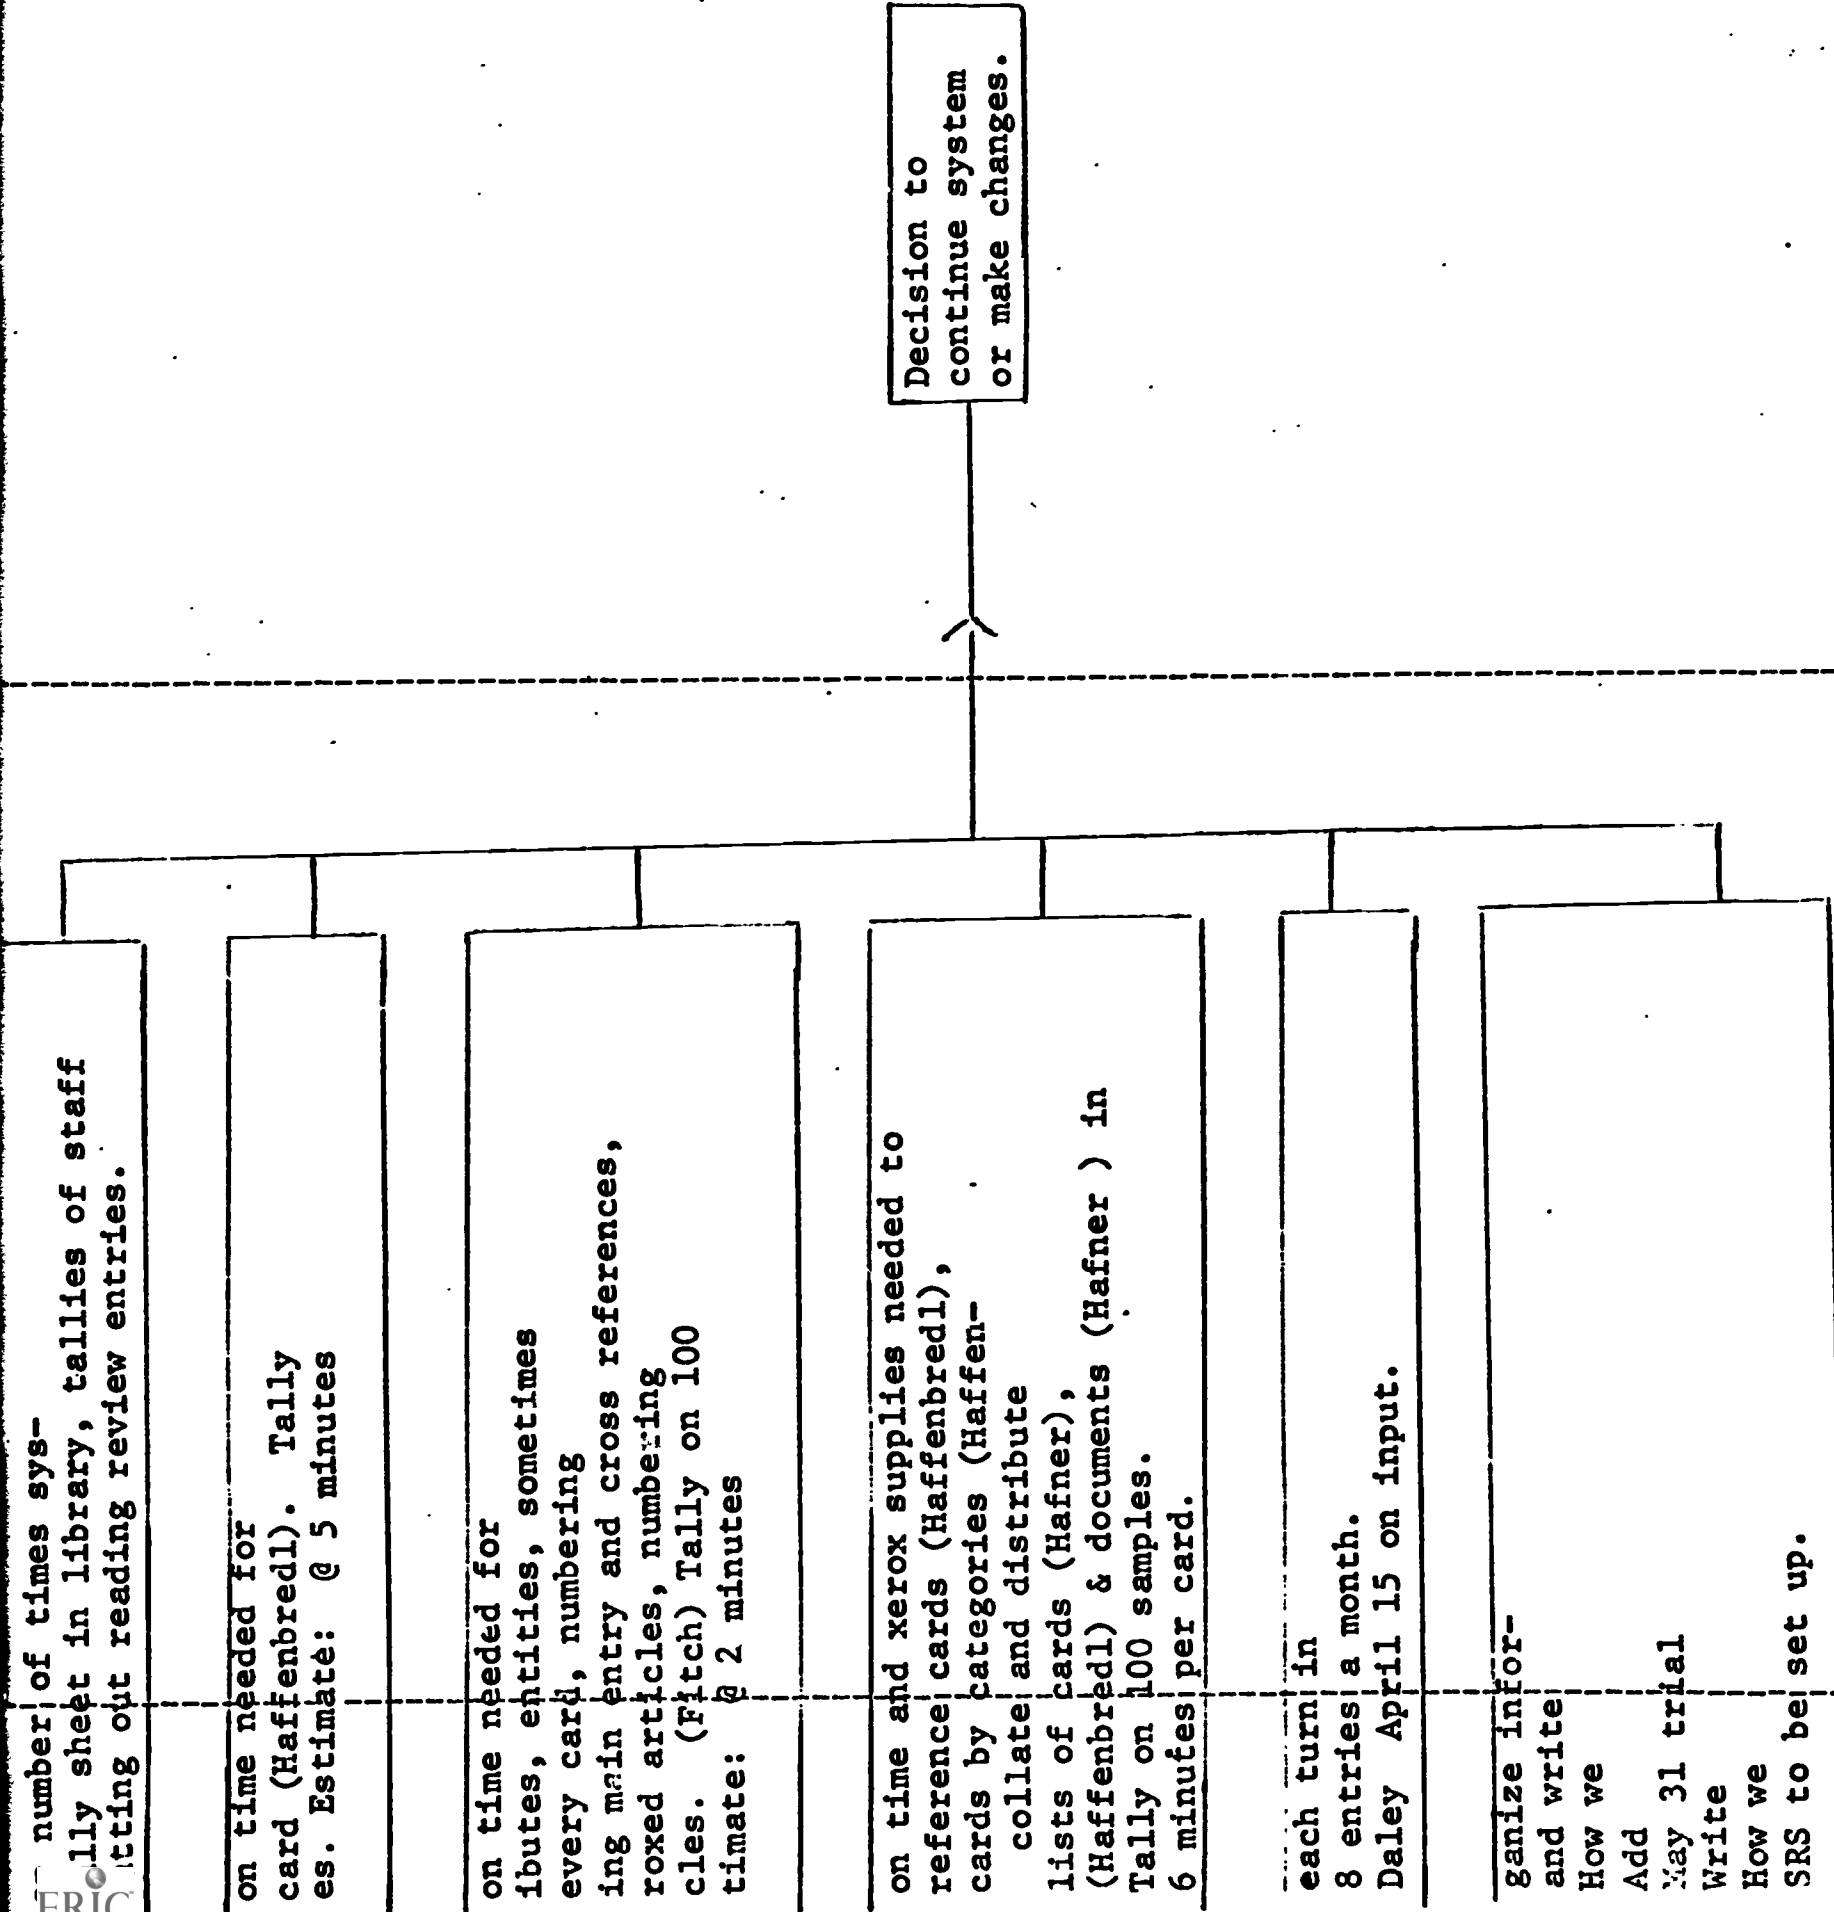 number of times sys-
lly sheet in library, tallies of staff
tting out reading review entries.
on time needed for
card (Haffenbredl). Tally
es. Estimate: @ 5 minutes
on time needed for
ibutes, entities, sometimes
every card, numbering
ing main entry and cross references,
roxed articles, numbering
cles. (Fitch) Tally on 100
timate: @ 2 minutes
on time and xerox supplies needed to
reference cards (Haffenbredl),
cards by categories (Haffen-
collate and distribute
lists of cards (Hafner),
(Haffenbredl) & documents (Hafner ) in
Tally on 100 samples.
6 minutes per card.
each turn in
8 entries a month.
Daley April 15 on input.
ganize infor-
and write
How we
Add
May 31 trial
Write
How we
SRS to be set up.
Decision to
continue system
or make changes.
ERIC